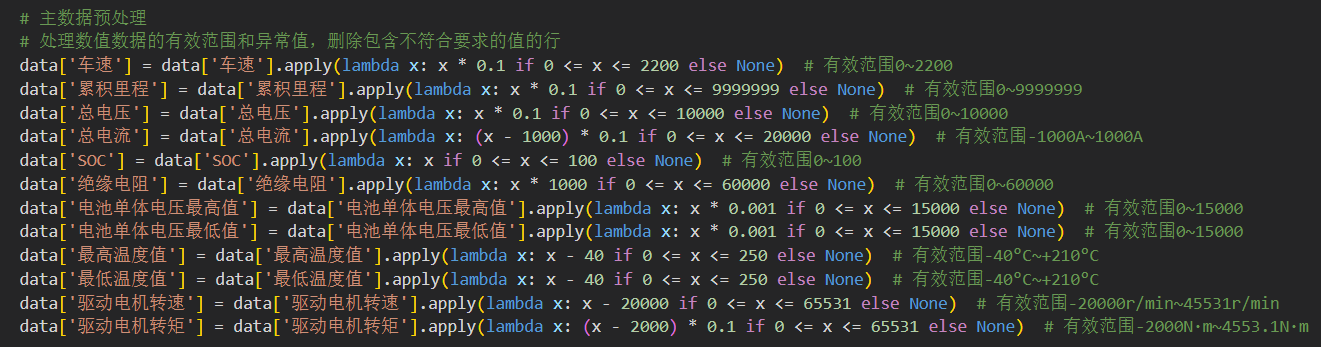 # 主数据预处理
# 处理数值数据的有效范围和异常值，删除包含不符合要求的值的行
data['车速'] = data['车速'].apply(lambda x: x * 0.1 if 0 <= x <= 2200 else None)  # 有效范围0~2200
data['累积里程'] = data['累积里程'].apply(lambda x: x * 0.1 if 0 <= x <= 9999999 else None)  # 有效范围0~9999999
data['总电压'] = data['总电压'].apply(lambda x: x * 0.1 if 0 <= x <= 10000 else None)  # 有效范围0~10000
data['总电流'] = data['总电流'].apply(lambda x: (x - 1000) * 0.1 if 0 <= x <= 20000 else None)  # 有效范围-1000A~1000A
data['SOC'] = data['SOC'].apply(lambda x: x if 0 <= x <= 100 else None)  # 有效范围0~100
data['绝缘电阻'] = data['绝缘电阻'].apply(lambda x: x * 1000 if 0 <= x <= 60000 else None)  # 有效范围0~60000
data['电池单体电压最高值'] = data['电池单体电压最高值'].apply(lambda x: x * 0.001 if 0 <= x <= 15000 else None)  # 有效范围0~15000
data['电池单体电压最低值'] = data['电池单体电压最低值'].apply(lambda x: x * 0.001 if 0 <= x <= 15000 else None)  # 有效范围0~15000
data['最高温度值'] = data['最高温度值'].apply(lambda x: x - 40 if 0 <= x <= 250 else None)  # 有效范围-40ºC~+210ºC
data['最低温度值'] = data['最低温度值'].apply(lambda x: x - 40 if 0 <= x <= 250 else None)  # 有效范围-40ºC~+210ºC
data['驱动电机转速'] = data['驱动电机转速'].apply(lambda x: x - 20000 if 0 <= x <= 65531 else None)  # 有效范围-20000r/min~45531r/min
data['驱动电机转矩'] = data['驱动电机转矩'].apply(lambda x: (x - 2000) * 0.1 if 0 <= x <= 65531 else None)  # 有效范围-2000N·m~4553.1N·m